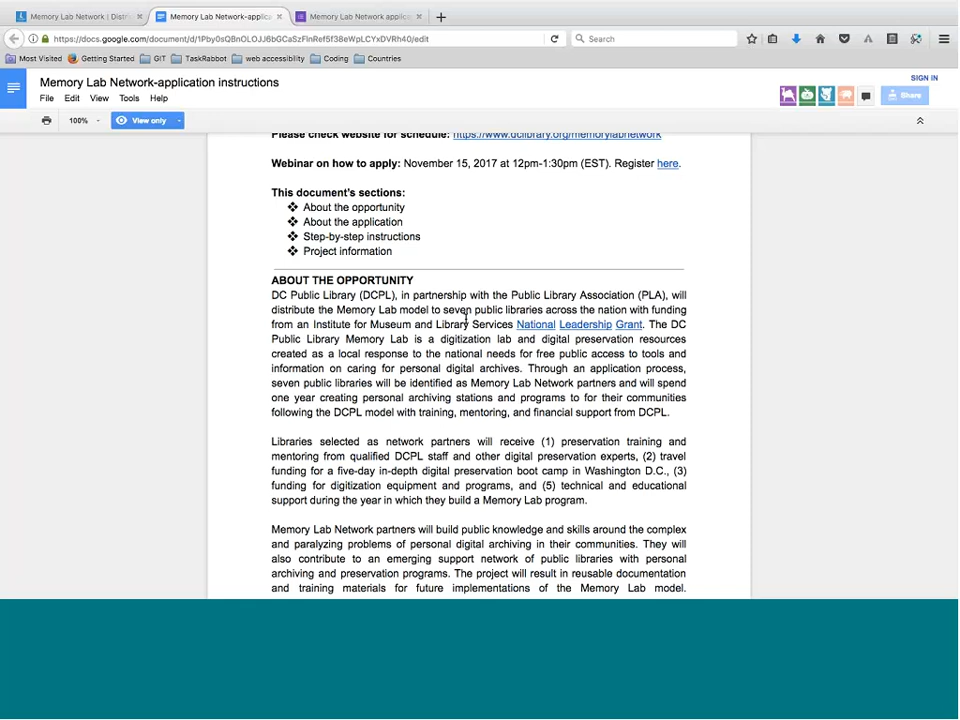 Memory Lab Network | Distri
Memory Lab Network-applic
Memory Lab Network applic
https://docs.google.com/document/d/1Pby0sQBnOLOJJ6bGCaSzFlnRef5f38eWpLCYxDVRh40/edit
Search
Most Visited Getting Started GIT TaskRabbot web accessibility Coding Countries
Memory Lab Network-application instructions
SIGN IN
File Edit View Tools Help
Share
100% View only
Please check website for schedule: https://www.dclibrary.org/memorylabnetwork
Webinar on how to apply: November 15, 2017 at 12pm-1:30pm (EST). Register here.
This document's sections:
❖ About the opportunity
❖ About the application
❖ Step-by-step instructions
❖ Project information
ABOUT THE OPPORTUNITY
DC Public Library (DCPL), in partnership with the Public Library Association (PLA), will
distribute the Memory Lab model to seven public libraries across the nation with funding
from an Institute for Museum and Library Services National Leadership Grant. The DC
Public Library Memory Lab is a digitization lab and digital preservation resources
created as a local response to the national needs for free public access to tools and
information on caring for personal digital archives. Through an application process,
seven public libraries will be identified as Memory Lab Network partners and will spend
one year creating personal archiving stations and programs to for their communities
following the DCPL model with training, mentoring, and financial support from DCPL.
Libraries selected as network partners will receive (1) preservation training and
mentoring from qualified DCPL staff and other digital preservation experts, (2) travel
funding for a five-day in-depth digital preservation boot camp in Washington D.C., (3)
funding for digitization equipment and programs, and (5) technical and educational
support during the year in which they build a Memory Lab program.
Memory Lab Network partners will build public knowledge and skills around the complex
and paralyzing problems of personal digital archiving in their communities. They will
also contribute to an emerging support network of public libraries with personal
archiving and preservation programs. The project will result in reusable documentation
and training materials for future implementations of the Memory Lab model.